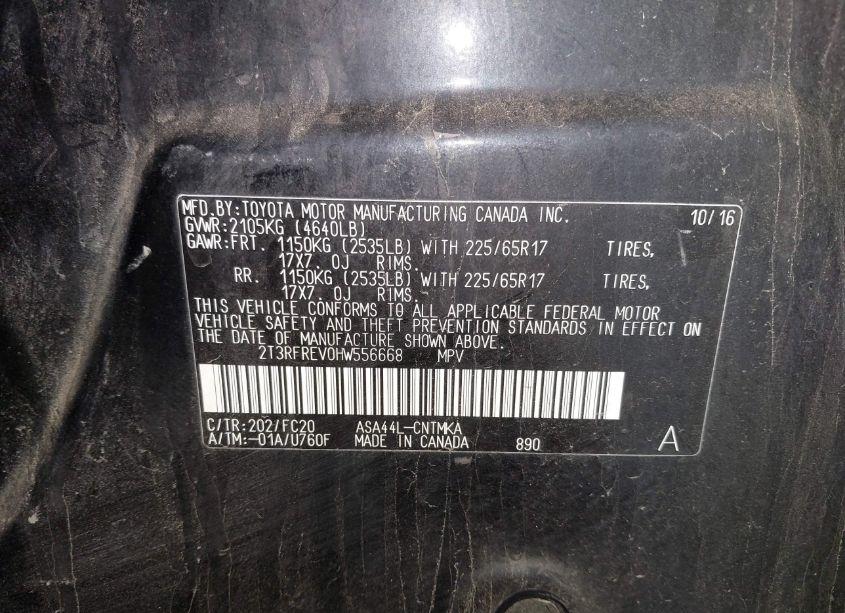 MFD.BY:TOYOTA MOTOR MANUFACTURING CANADA INC. 10/16
GVWR:2105KG (4640LB)
GAWR:FRT. 1150KG (2535LB) WITH 225/65R17 TIRES,
17X7. 0J RIMS.
RR. 1150KG (2535LB) WITH 225/65R17 TIRES,
17X7. 0J RIMS.
THIS VEHICLE CONFORMS TO ALL APPLICABLE FEDERAL MOTOR
VEHICLE SAFETY AND THEFT PREVENTION STANDARDS IN EFFECT ON
THE DATE OF MANUFACTURE SHOWN ABOVE.
2T3RFREV0HW556668 MPV
C/TR:202/FC20 ASA44L-CNTMKA
A/TM:-01A/U760F MADE IN CANADA 890 A